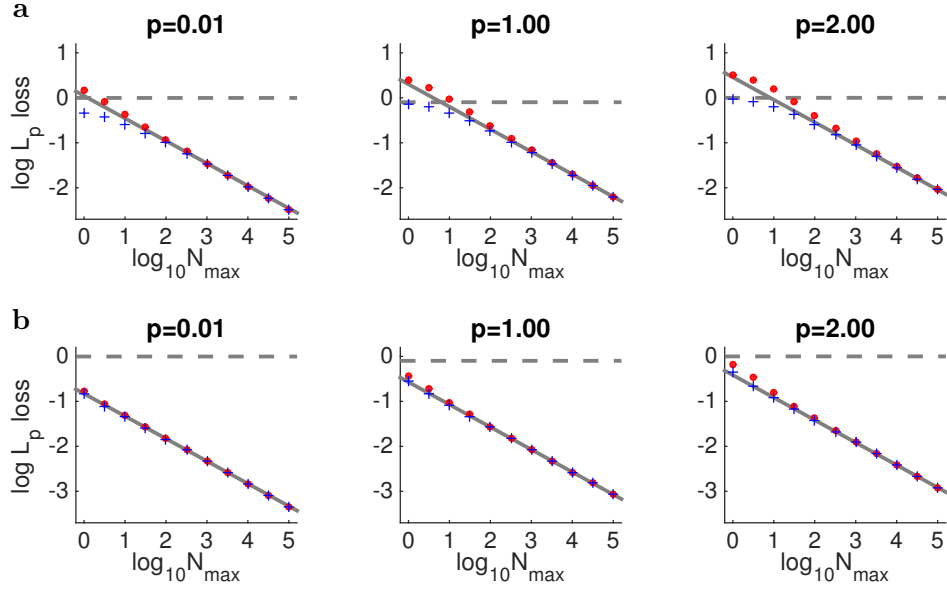 a
p=0.01 p=1.00 p=2.00
1 1 1
0 0 0
-1 -1 -1
-2 -2 -2
log L_p loss
0 1 2 3 4 5 0 1 2 3 4 5 0 1 2 3 4 5
log_10 N_max log_10 N_max log_10 N_max
b
p=0.01 p=1.00 p=2.00
0 0 0
-1 -1 -1
-2 -2 -2
-3 -3 -3
log L_p loss
0 1 2 3 4 5 0 1 2 3 4 5 0 1 2 3 4 5
log_10 N_max log_10 N_max log_10 N_max